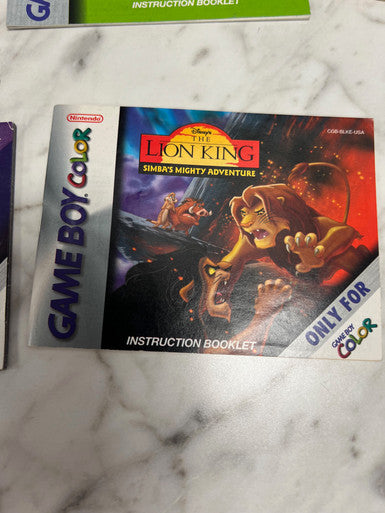 INSTRUCTION BOOKLET
Nintendo
GAME BOY COLOR
Disney's
THE
LION KING
SIMBA'S MIGHTY ADVENTURE
CGB-BLKE-USA
ONLY FOR
GAME BOY
COLOR
INSTRUCTION BOOKLET